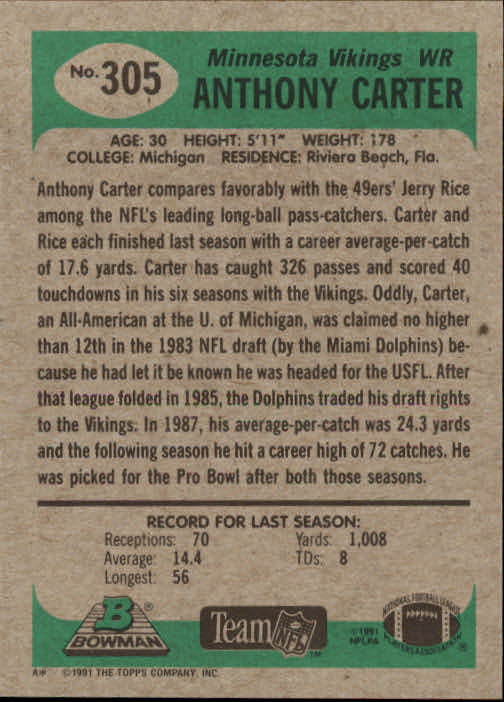 No. 305
Minnesota Vikings WR
ANTHONY CARTER
AGE: 30 HEIGHT: 5'11" WEIGHT: 178
COLLEGE: Michigan RESIDENCE: Riviera Beach, Fla.
Anthony Carter compares favorably with the 49ers' Jerry Rice
among the NFL's leading long-ball pass-catchers. Carter and
Rice each finished last season with a career average-per-catch
of 17.6 yards. Carter has caught 326 passes and scored 40
touchdowns in his six seasons with the Vikings. Oddly, Carter,
an All-American at the U. of Michigan, was claimed no higher
than 12th in the 1983 NFL draft (by the Miami Dolphins) be-
cause he had let it be known he was headed for the USFL. After
that league folded in 1985, the Dolphins traded his draft rights
to the Vikings. In 1987, his average-per-catch was 24.3 yards
and the following season he hit a career high of 72 catches. He
was picked for the Pro Bowl after both those seasons.
RECORD FOR LAST SEASON:
Receptions: 70 Yards: 1,008
Average: 14.4 TDs: 8
Longest: 56
B®
BOWMAN
Team NFL™
©1991
NFLPA
NATIONAL FOOTBALL LEAGUE
PLAYERS ASSOCIATION
A* ©1991 THE TOPPS COMPANY, INC.